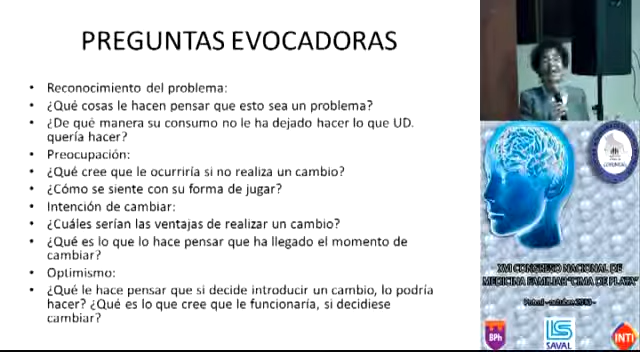 PREGUNTAS EVOCADORAS
• Reconocimiento del problema:
• ¿Qué cosas le hacen pensar que esto sea un problema?
• ¿De qué manera su consumo no le ha dejado hacer lo que UD.
quería hacer?
• Preocupación:
• ¿Qué cree que le ocurriría si no realiza un cambio?
• ¿Cómo se siente con su forma de jugar?
• Intención de cambiar:
• ¿Cuáles serían las ventajas de realizar un cambio?
• ¿Qué es lo que lo hace pensar que ha llegado el momento de
cambiar?
• Optimismo:
• ¿Qué le hace pensar que si decide introducir un cambio, lo podría
hacer? ¿Qué es lo que cree que le funcionaría, si decidiese
cambiar?
XVI CONGRESO NACIONAL DE
MEDICINA FAMILIAR "CIMA DE PLATA"
BPh
SAVAL
INTI